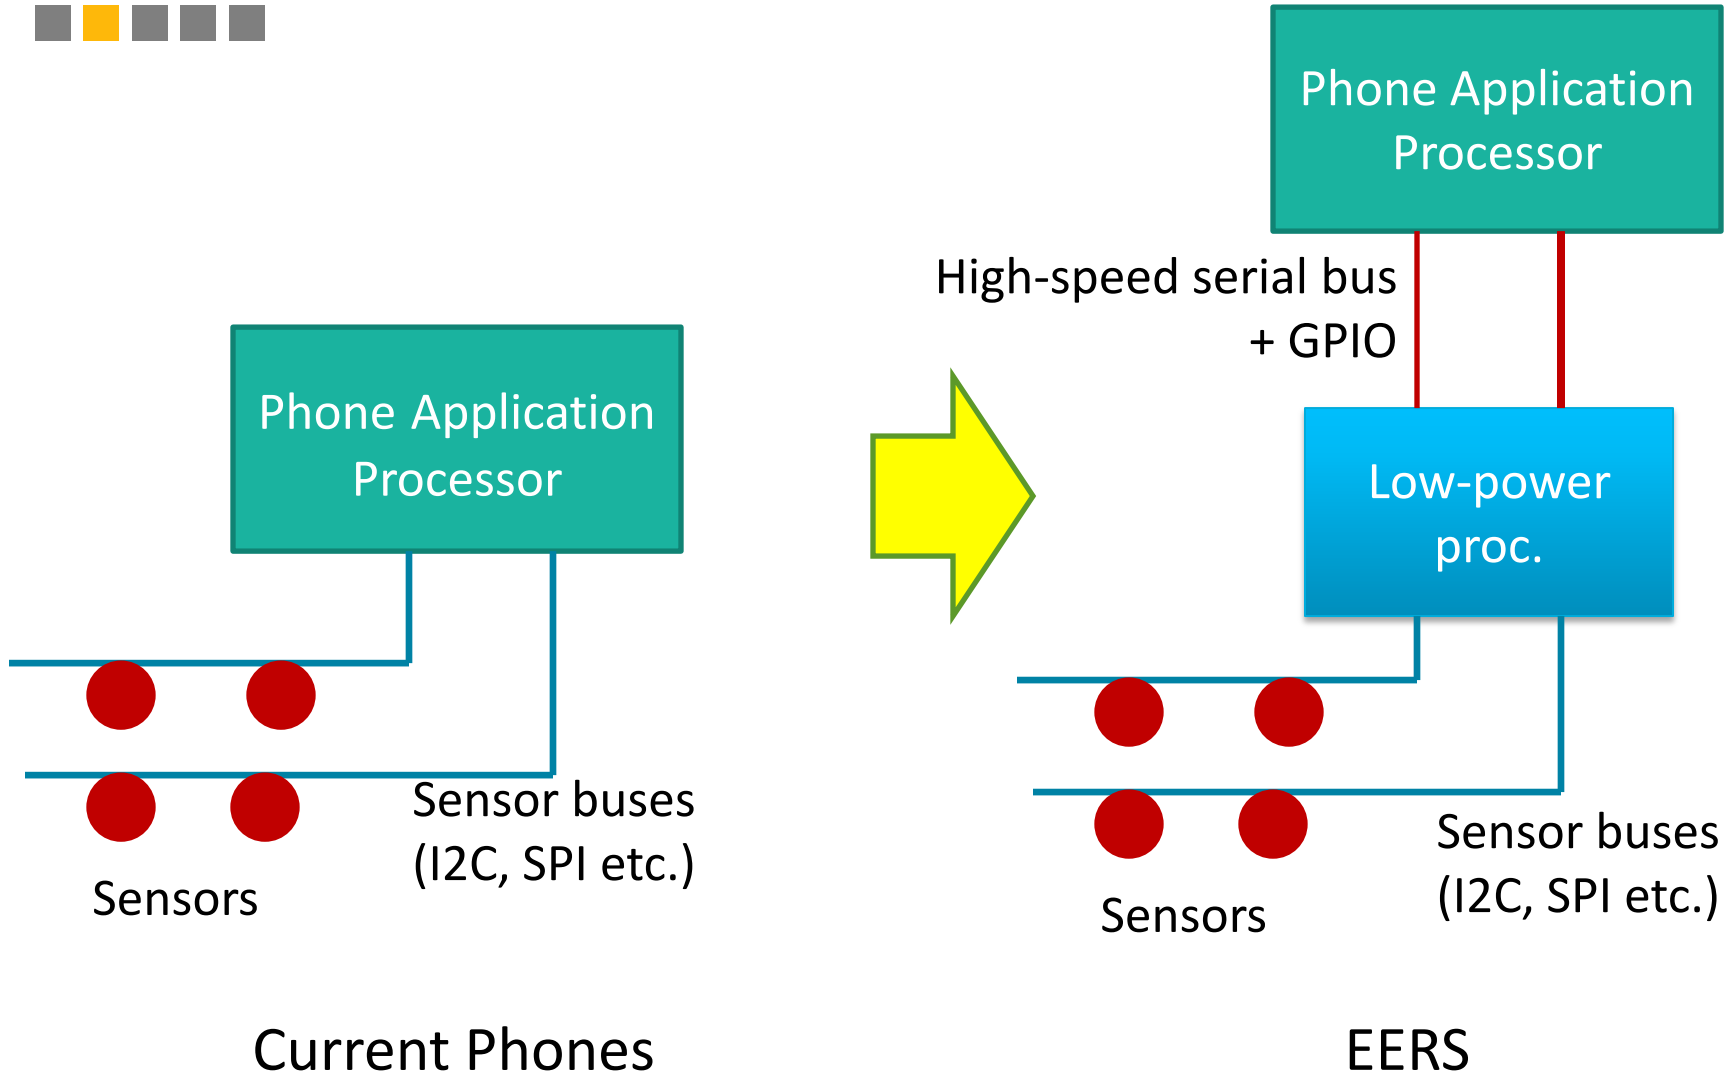 Phone Application
Processor
Sensor buses
(I2C, SPI etc.)
Sensors
Current Phones
Phone Application
Processor
High-speed serial bus
+ GPIO
Low-power
proc.
Sensor buses
(I2C, SPI etc.)
Sensors
EERS